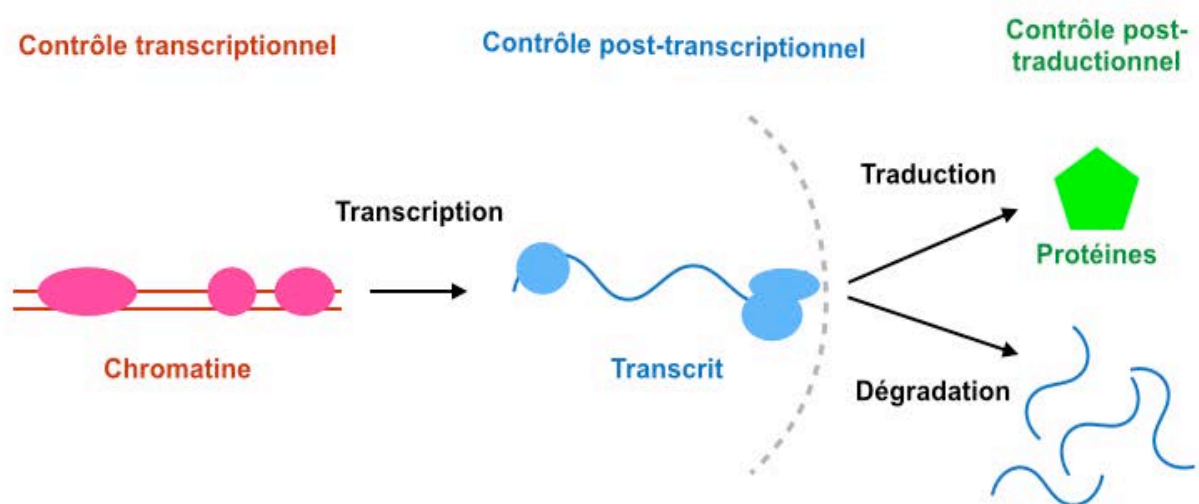 Contrôle transcriptionnel
Contrôle post-transcriptionnel
Contrôle post-
traductionnel
Transcription
Traduction
Protéines
Chromatine
Transcrit
Dégradation